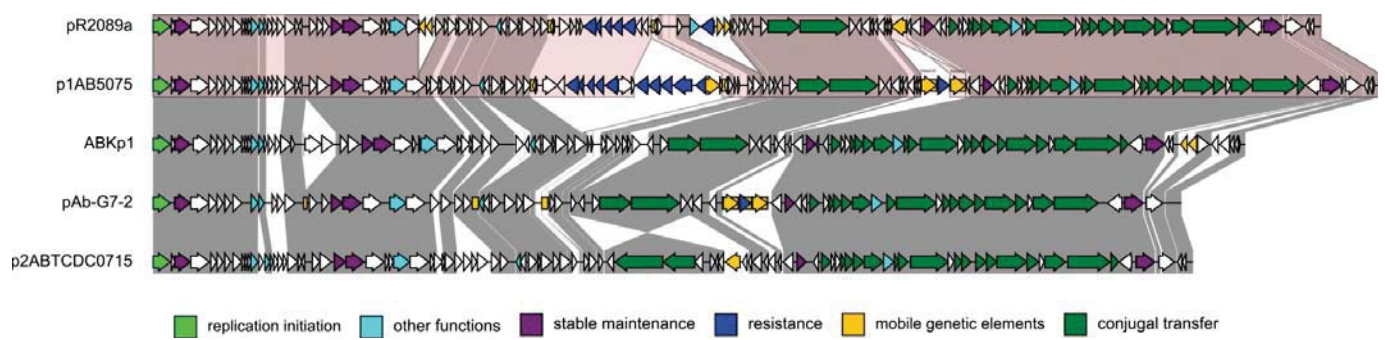 pR2089a
p1AB5075
ABKp1
pAb-G7-2
p2ABTCDC0715
replication initiation other functions stable maintenance resistance mobile genetic elements conjugal transfer